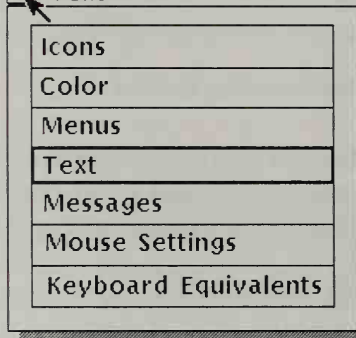 Icons
Color
Menus
Text
Messages
Mouse Settings
Keyboard Equivalents